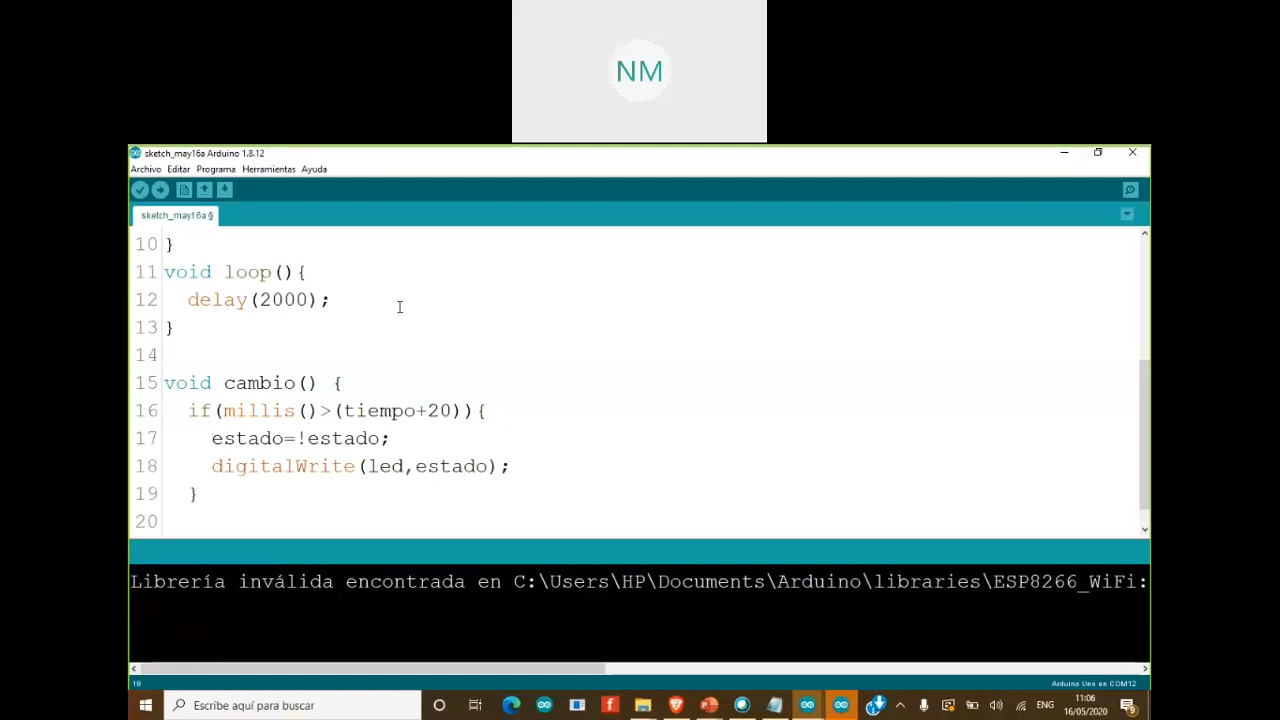 NM
sketch_may16a Arduino 1.8.12
Archivo Editar Programa Herramientas Ayuda
sketch_may16a §
10 }
11 void loop(){
12 delay(2000);
13 }
14
15 void cambio() {
16 if(millis()>(tiempo+20)){
17 estado=!estado;
18 digitalWrite(led,estado);
19 }
20
Librería inválida encontrada en C:\Users\HP\Documents\Arduino\libraries\ESP8266_WiFi:
18
Arduino Uno en COM12
Escribe aquí para buscar
ENG
11:06
16/05/2020
9